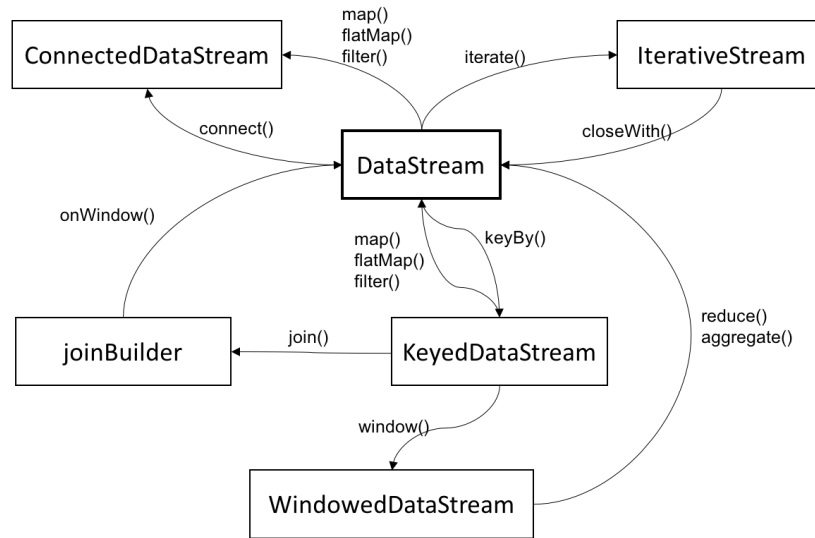 map()
flatMap()
filter()
ConnectedDataStream
iterate()
IterativeStream
connect()
closeWith()
DataStream
onWindow()
map()
flatMap()
filter()
keyBy()
reduce()
aggregate()
joinBuilder
join()
KeyedDataStream
window()
WindowedDataStream